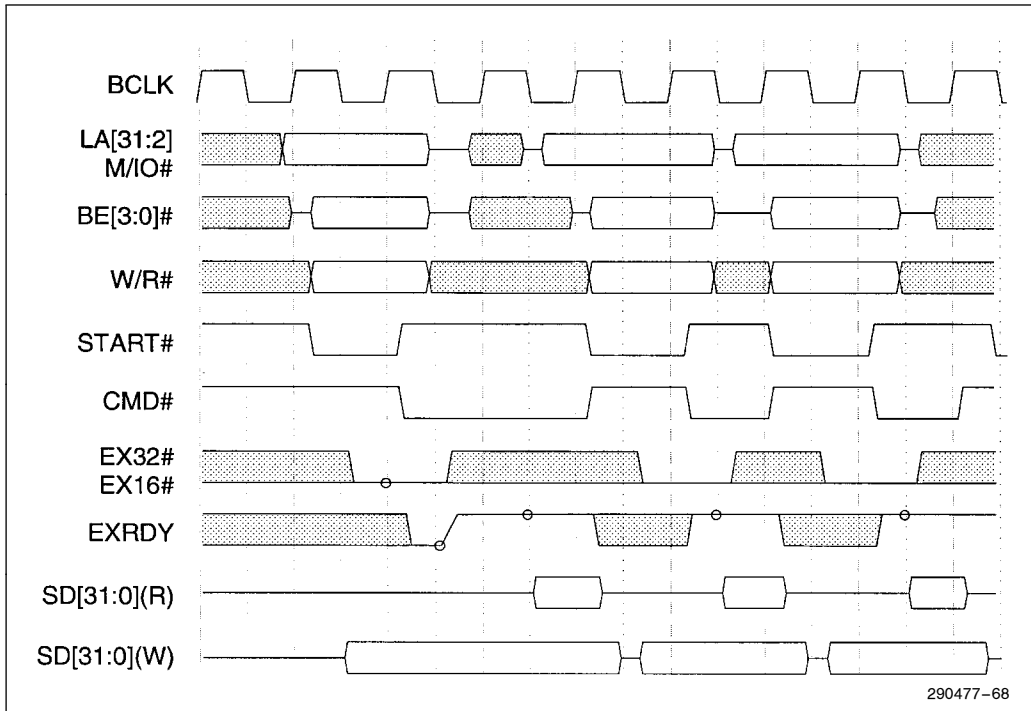 BCLK
LA[31:2]
M/IO#
BE[3:0]#
W/R#
START#
CMD#
EX32#
EX16#
EXRDY
SD[31:0](R)
SD[31:0](W)
290477–68